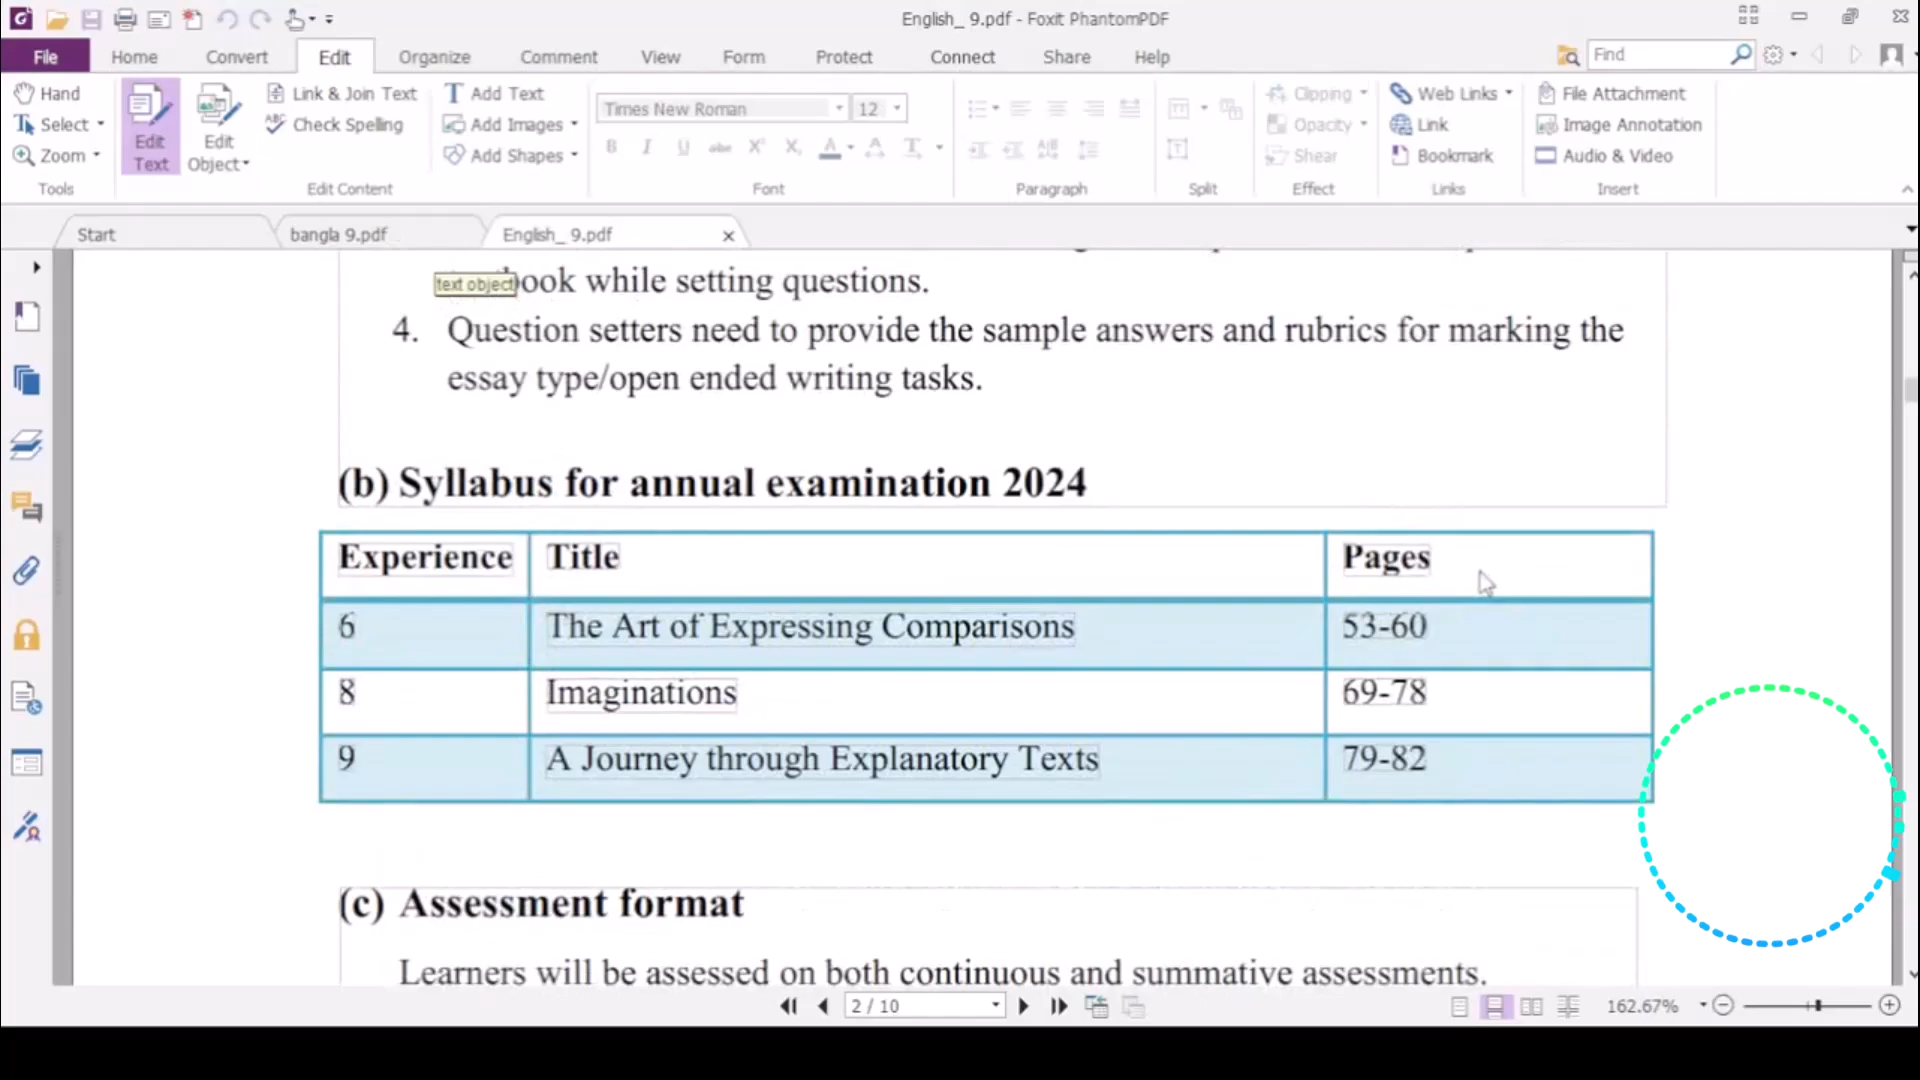 English_ 9.pdf - Foxit PhantomPDF
File Home Convert Edit Organize Comment View Form Protect Connect Share Help Find
Hand
Select
Zoom
Tools
Edit Text
Edit Object
Link & Join Text
Check Spelling
Add Text
Add Images
Add Shapes
Edit Content
Times New Roman 12
B I U abc X X A
Font
Paragraph
Split
Clipping
Opacity
Shear
Effect
Web Links
Link
Bookmark
Links
File Attachment
Image Annotation
Audio & Video
Insert
Start bangla 9.pdf English_ 9.pdf
text object
book while setting questions.
4. Question setters need to provide the sample answers and rubrics for marking the
essay type/open ended writing tasks.
(b) Syllabus for annual examination 2024
Experience Title Pages
6 The Art of Expressing Comparisons 53-60
8 Imaginations 69-78
9 A Journey through Explanatory Texts 79-82
(c) Assessment format
Learners will be assessed on both continuous and summative assessments.
2 / 10 162.67%